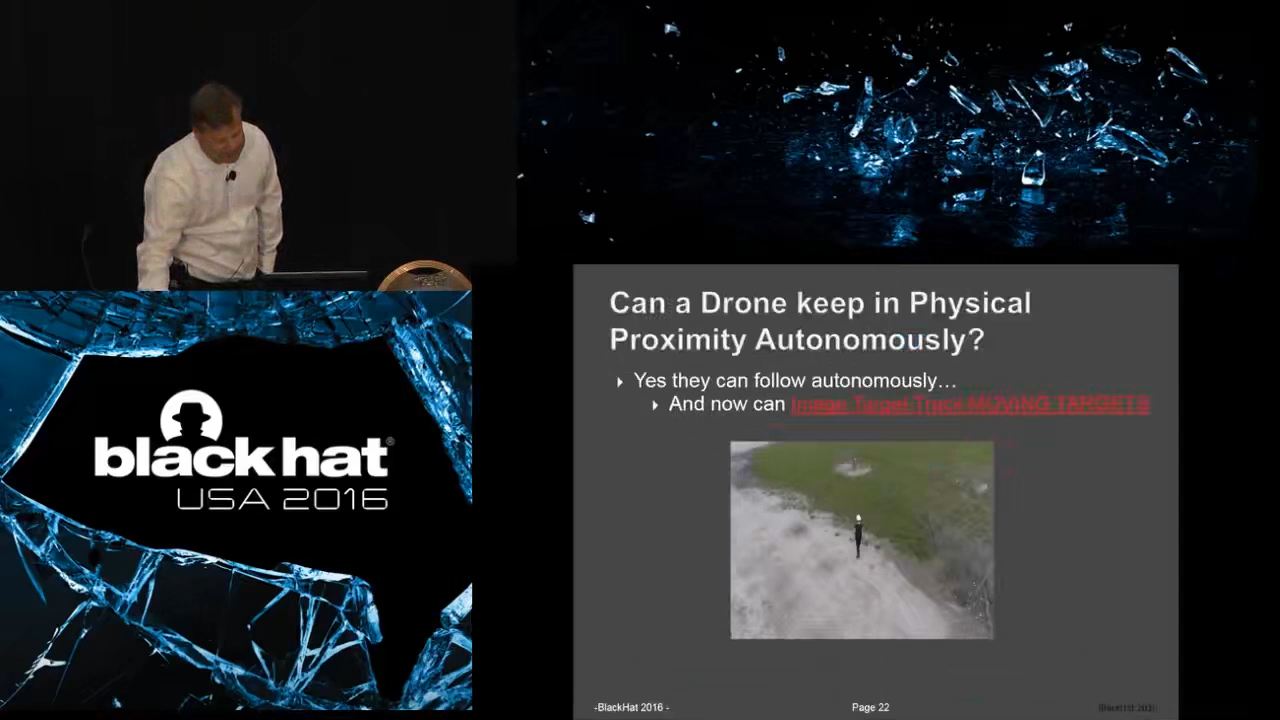 Can a Drone keep in Physical
Proximity Autonomously?
Yes they can follow autonomously…
And now can Image Target Track MOVING TARGETS
black hat®
USA 2016
-BlackHat 2016 -
Page 22